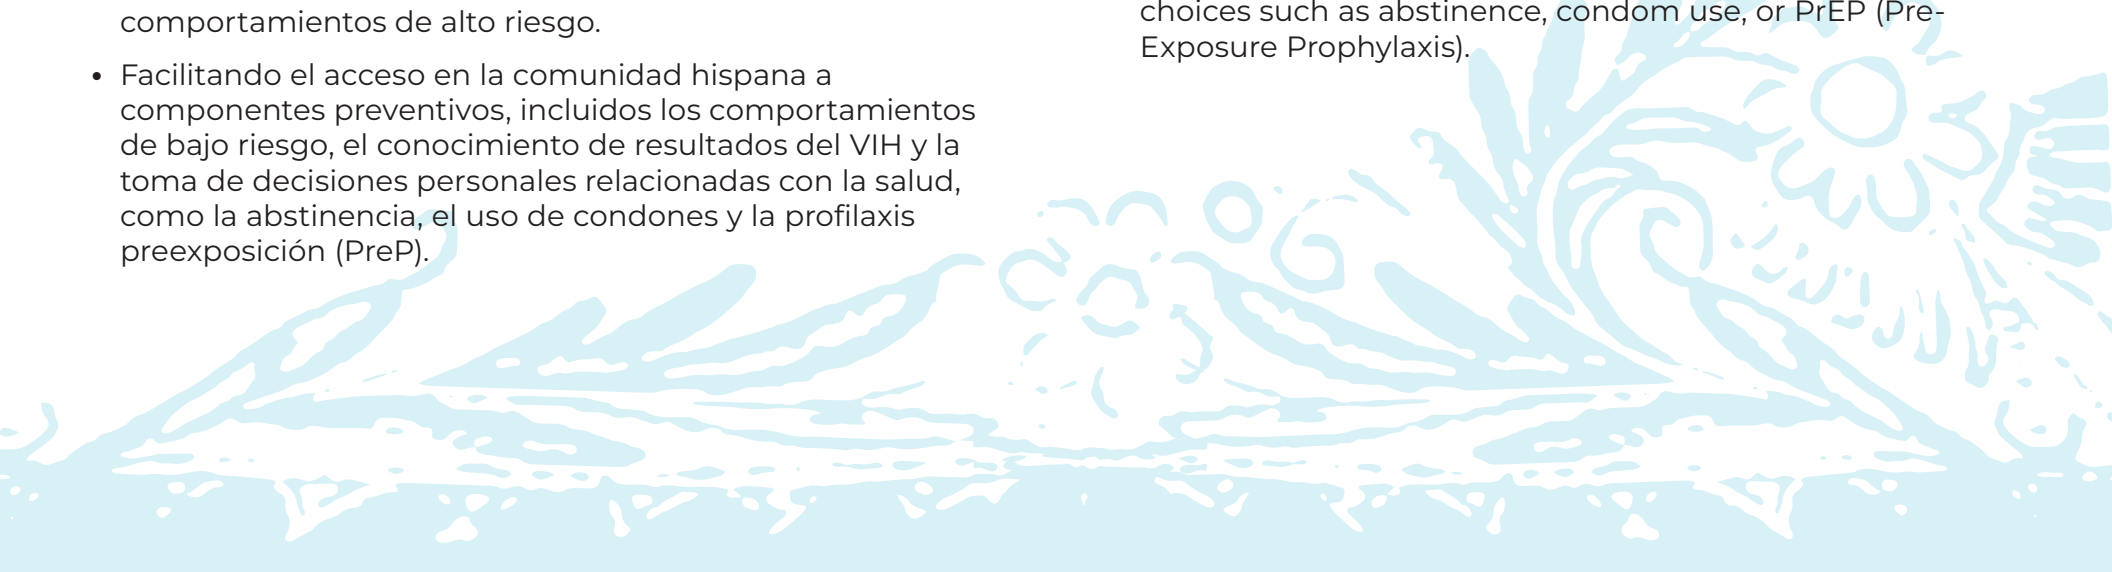 comportamientos de alto riesgo.
• Facilitando el acceso en la comunidad hispana a
componentes preventivos, incluidos los comportamientos
de bajo riesgo, el conocimiento de resultados del VIH y la
toma de decisiones personales relacionadas con la salud,
como la abstinencia, el uso de condones y la profilaxis
preexposición (PreP).
choices such as abstinence, condom use, or PrEP (Pre-
Exposure Prophylaxis).